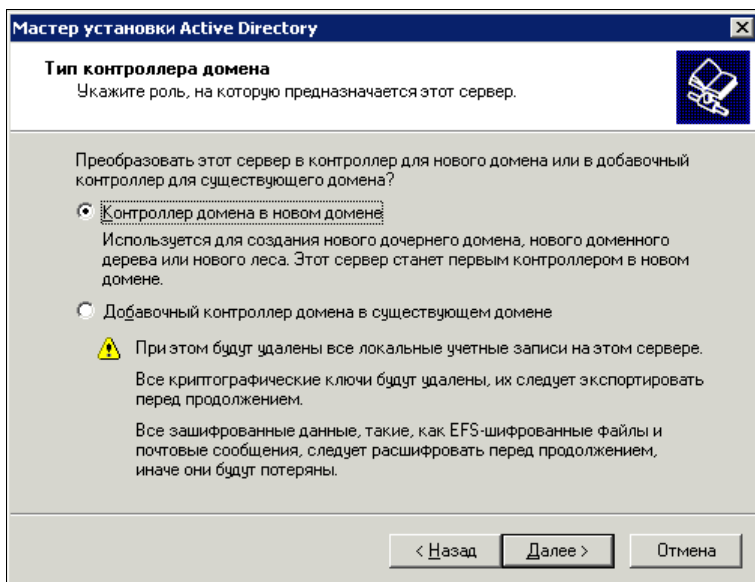 Мастер установки Active Directory
Тип контроллера домена
Укажите роль, на которую предназначается этот сервер.
Преобразовать этот сервер в контроллер для нового домена или в добавочный
контроллер для существующего домена?
Контроллер домена в новом домене
Используется для создания нового дочернего домена, нового доменного
дерева или нового леса. Этот сервер станет первым контроллером в новом
домене.
Добавочный контроллер домена в существующем домене
При этом будут удалены все локальные учетные записи на этом сервере.
Все криптографические ключи будут удалены, их следует экспортировать
перед продолжением.
Все зашифрованные данные, такие, как EFS-шифрованные файлы и
почтовые сообщения, следует расшифровать перед продолжением,
иначе они будут потеряны.
< Назад
Далее >
Отмена